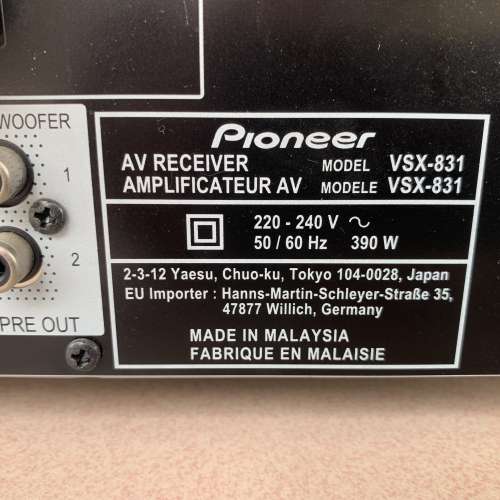 WOOFER
1
2
PRE OUT
Pioneer
AV RECEIVER MODEL VSX-831
AMPLIFICATEUR AV MODELE VSX-831
220 - 240 V ~
50 / 60 Hz 390 W
2-3-12 Yaesu, Chuo-ku, Tokyo 104-0028, Japan
EU Importer : Hanns-Martin-Schleyer-Straße 35,
47877 Willich, Germany
MADE IN MALAYSIA
FABRIQUE EN MALAISIE